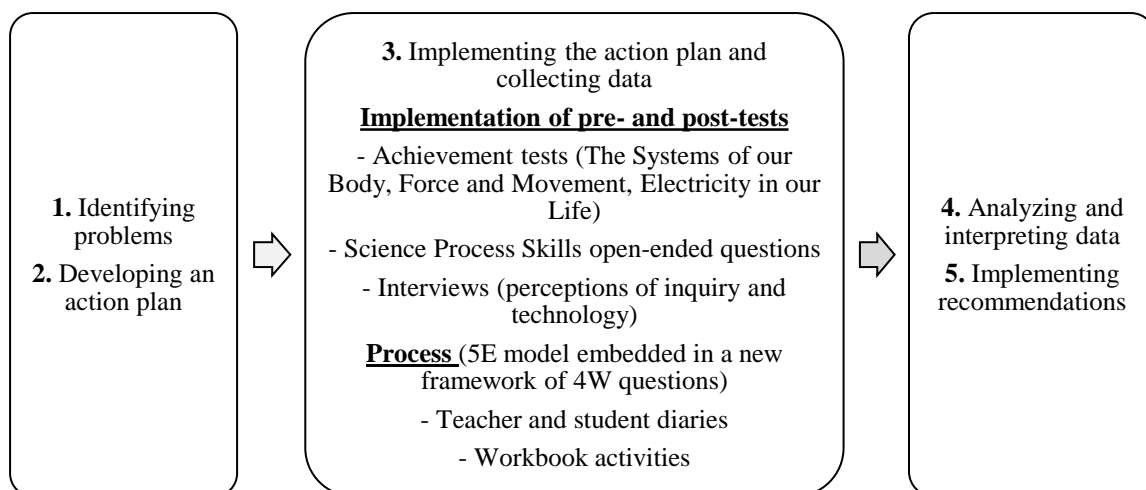 1. Identifying
problems
2. Developing an
action plan
3. Implementing the action plan and
collecting data
Implementation of pre- and post-tests
- Achievement tests (The Systems of our
Body, Force and Movement, Electricity in our
Life)
- Science Process Skills open-ended questions
- Interviews (perceptions of inquiry and
technology)
Process (5E model embedded in a new
framework of 4W questions)
- Teacher and student diaries
- Workbook activities
4. Analyzing and
interpreting data
5. Implementing
recommendations